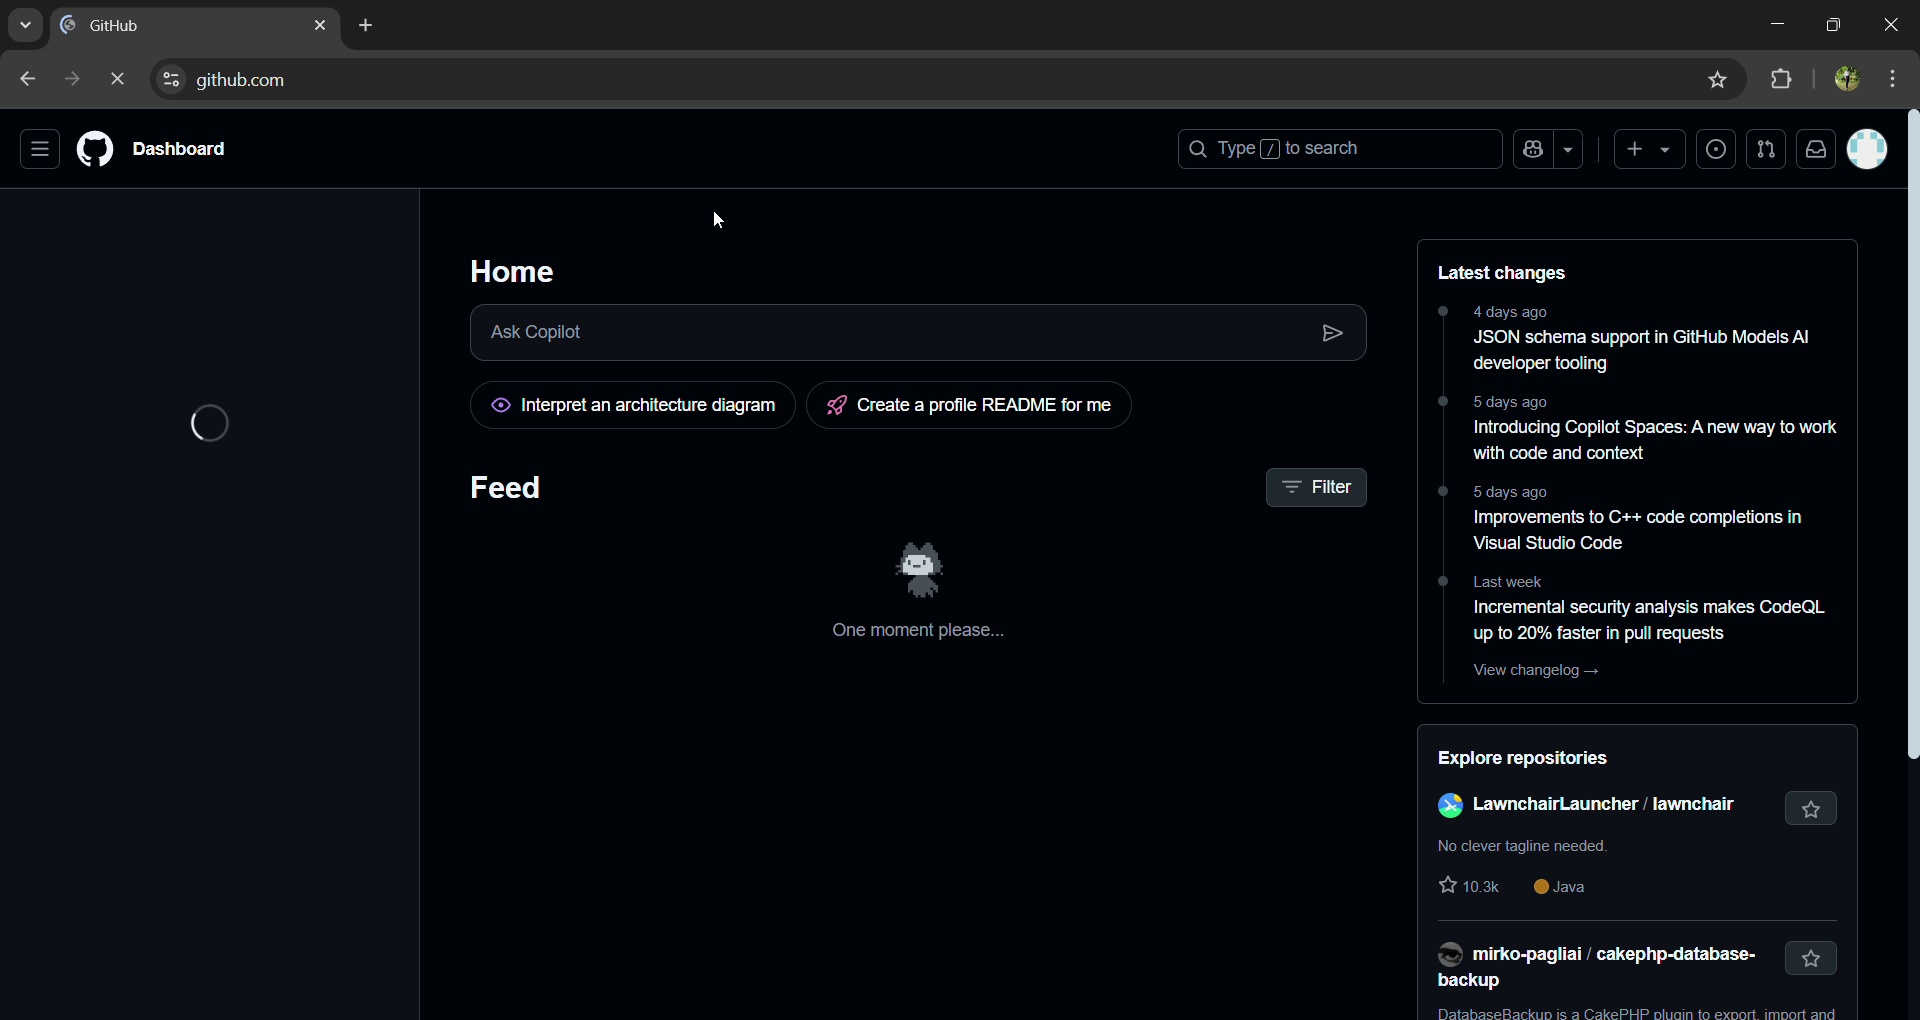 GitHub
github.com
Dashboard
Type / to search
Home
Ask Copilot
Interpret an architecture diagram
Create a profile README for me
Feed
Filter
One moment please...
Latest changes
4 days ago
JSON schema support in GitHub Models AI
developer tooling
5 days ago
Introducing Copilot Spaces: A new way to work
with code and context
5 days ago
Improvements to C++ code completions in
Visual Studio Code
Last week
Incremental security analysis makes CodeQL
up to 20% faster in pull requests
View changelog →
Explore repositories
LawnchairLauncher / lawnchair
No clever tagline needed.
10.3k Java
mirko-pagliai / cakephp-database-
backup
DatabaseBackup is a CakePHP plugin to export, import and